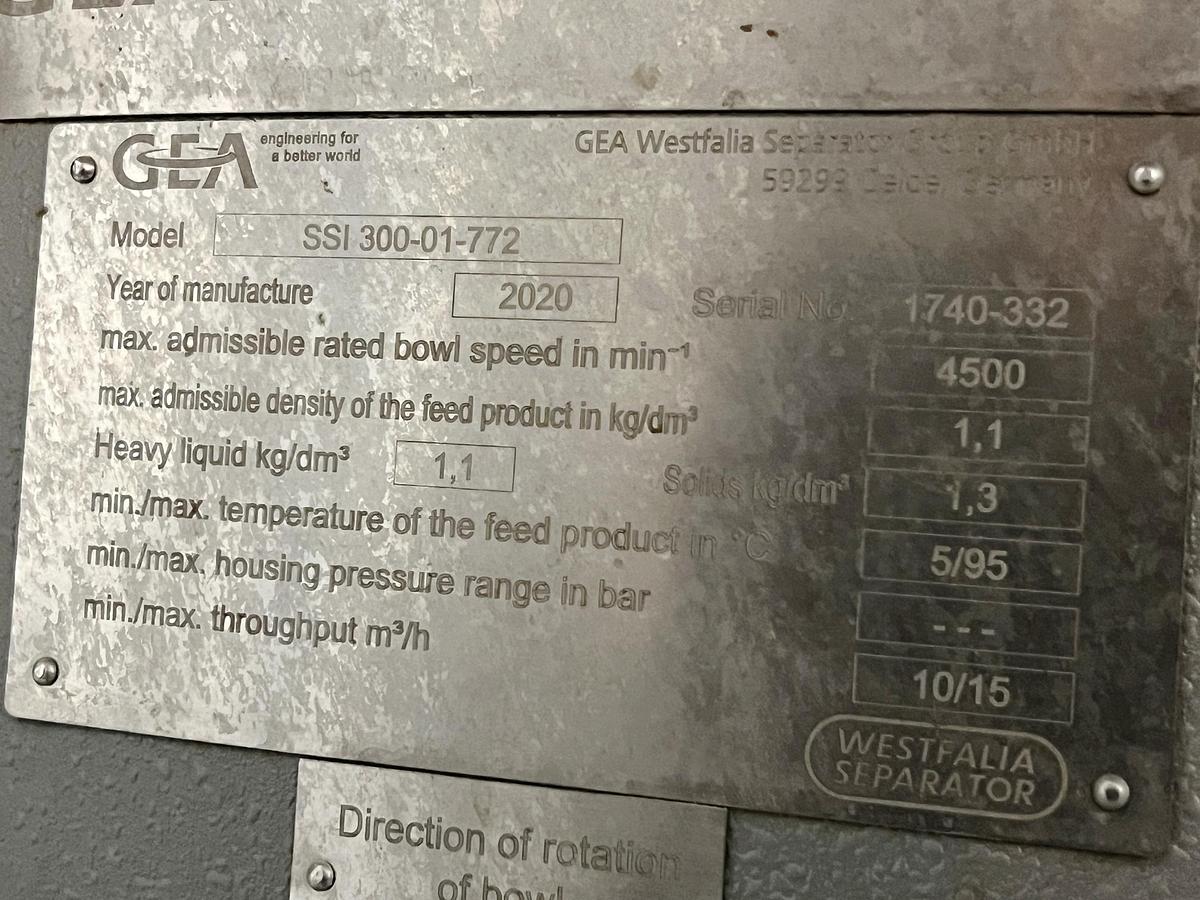 GEA engineering for
a better world
GEA Westfalia Separator Group GmbH
59299 Oelde, Germany
Model SSI 300-01-772
Year of manufacture 2020 Serial No. 1740-332
max. admissible rated bowl speed in min⁻¹ 4500
max. admissible density of the feed product in kg/dm³ 1,1
Heavy liquid kg/dm³ 1,1 Solids kg/dm³ 1,3
min./max. temperature of the feed product in °C 5/95
min./max. housing pressure range in bar ---
min./max. throughput m³/h 10/15
WESTFALIA
SEPARATOR
Direction of rotation
of bowl